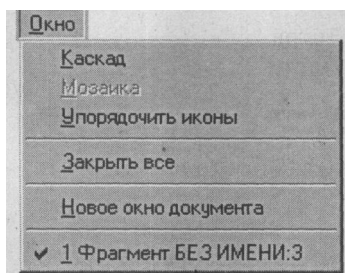 Окно
Каскад
Мозаика
Упорядочить иконы
Закрыть все
Новое окно документа
✔ 1 Фрагмент БЕЗ ИМЕНИ:3